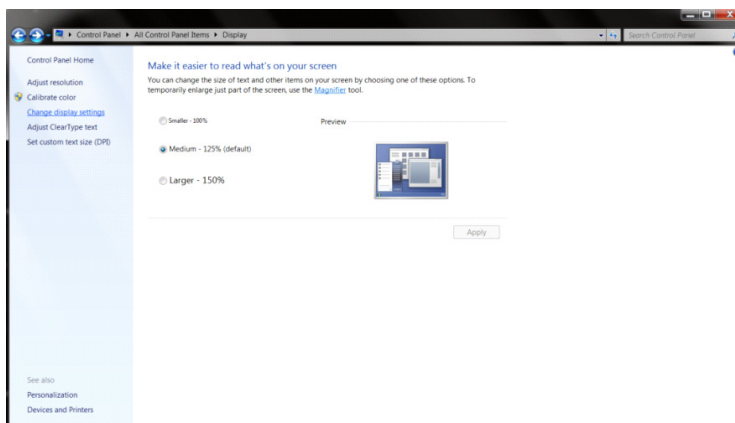 Control Panel ▸ All Control Panel Items ▸ Display
Search Control Panel
Control Panel Home
Adjust resolution
Calibrate color
Change display settings
Adjust ClearType text
Set custom text size (DPI)
Make it easier to read what's on your screen
You can change the size of text and other items on your screen by choosing one of these options. To
temporarily enlarge just part of the screen, use the Magnifier tool.
Smaller - 100%
Preview
Medium - 125% (default)
Larger - 150%
Apply
See also
Personalization
Devices and Printers